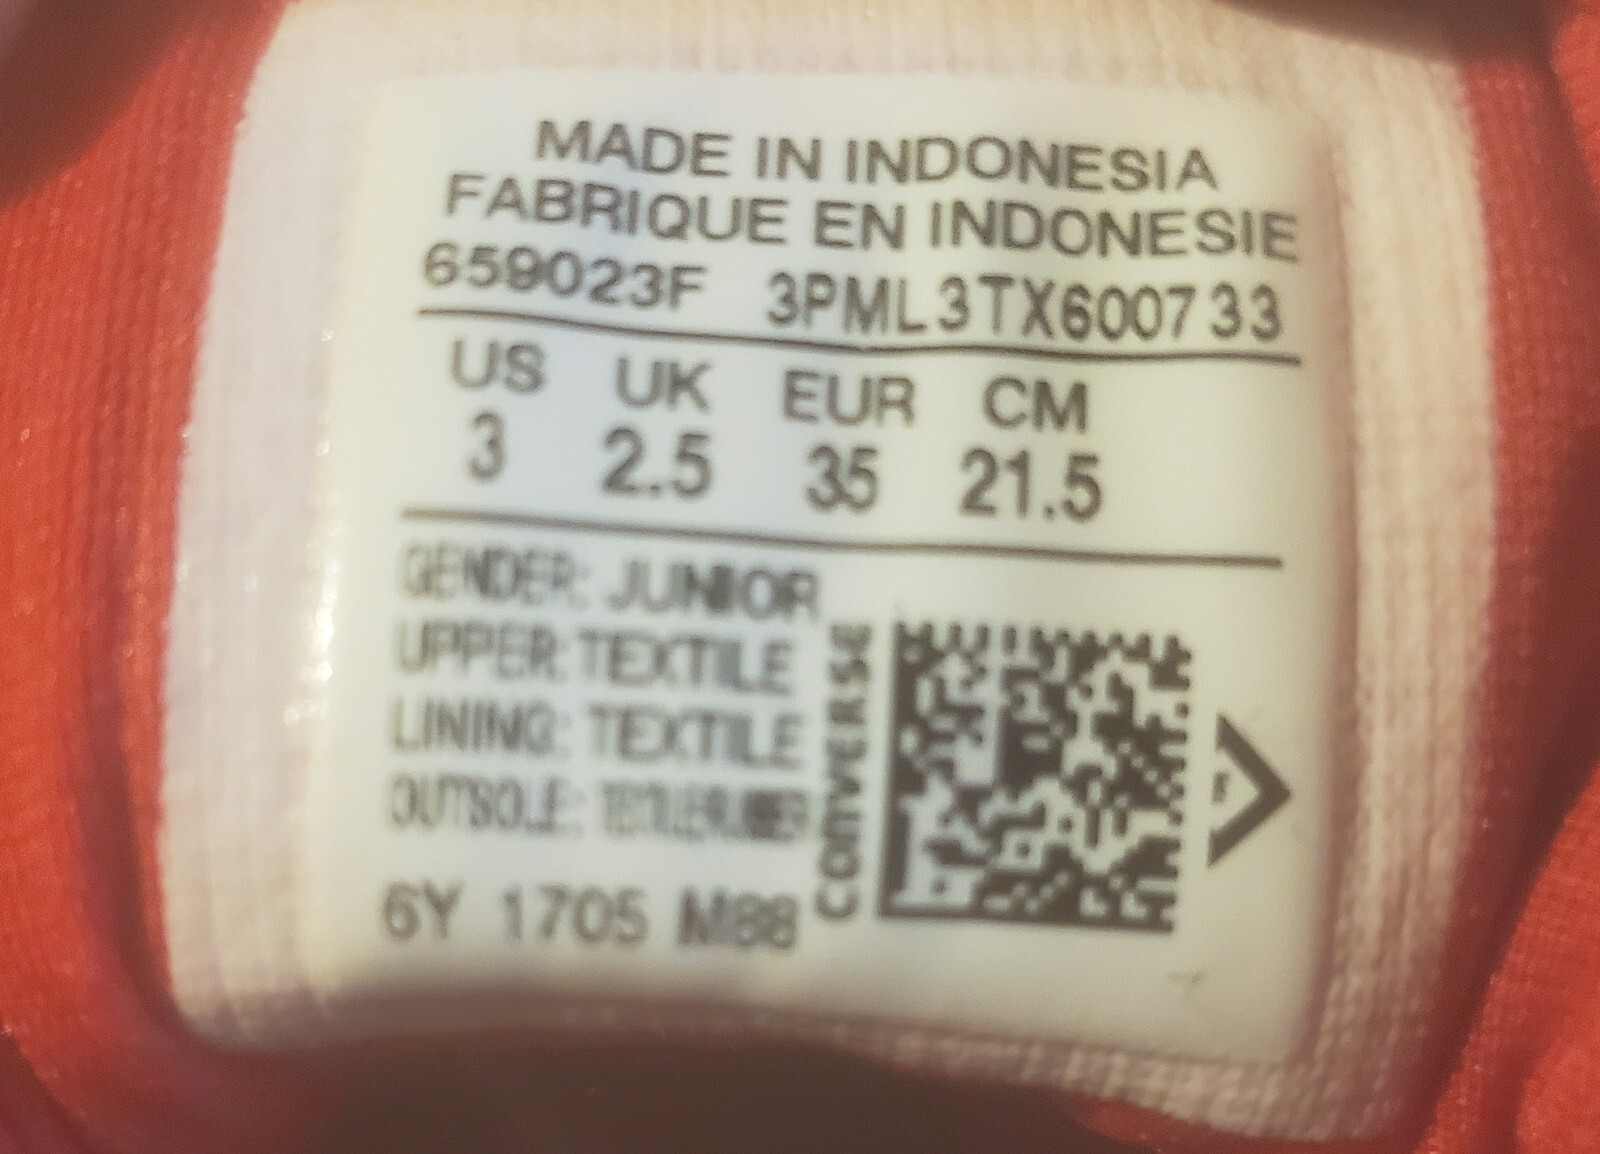 MADE IN INDONESIA
FABRIQUE EN INDONESIE
659023F 3PML3TX600733
US UK EUR CM
3 2.5 35 21.5
GENDER: JUNIOR
UPPER: TEXTILE
LINING: TEXTILE
OUTSOLE:
6Y 1705 M88
CONVERSE